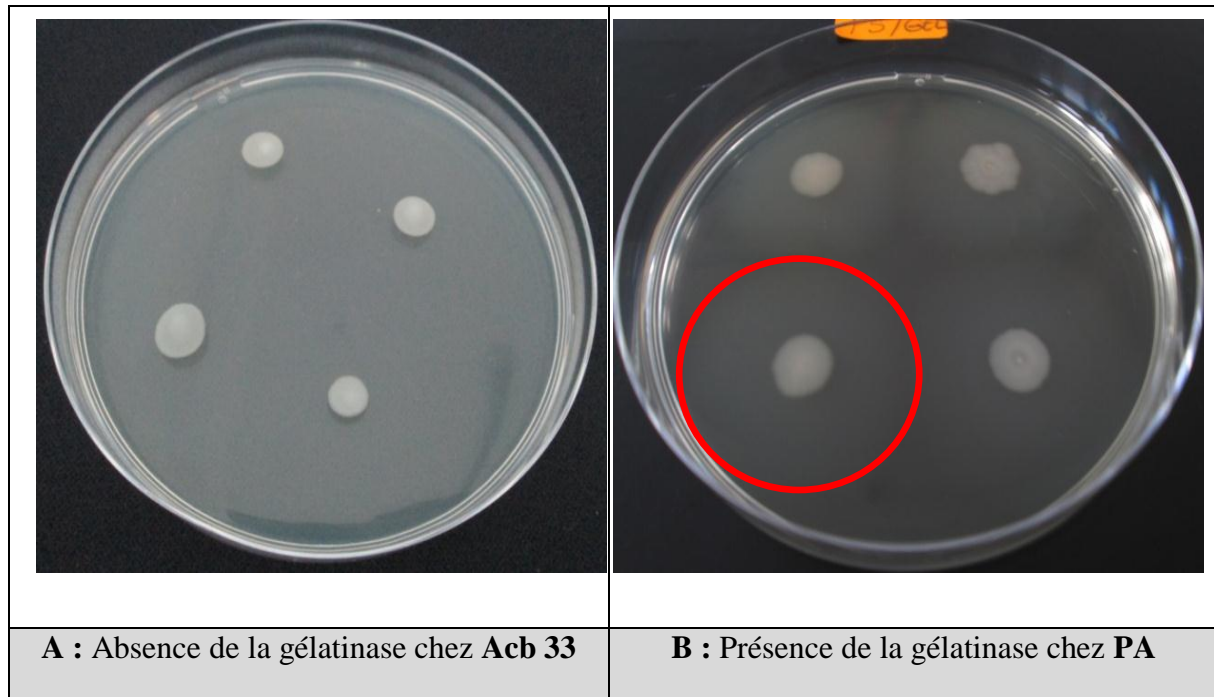 A : Absence de la gélatinase chez Acb 33
B : Présence de la gélatinase chez PA